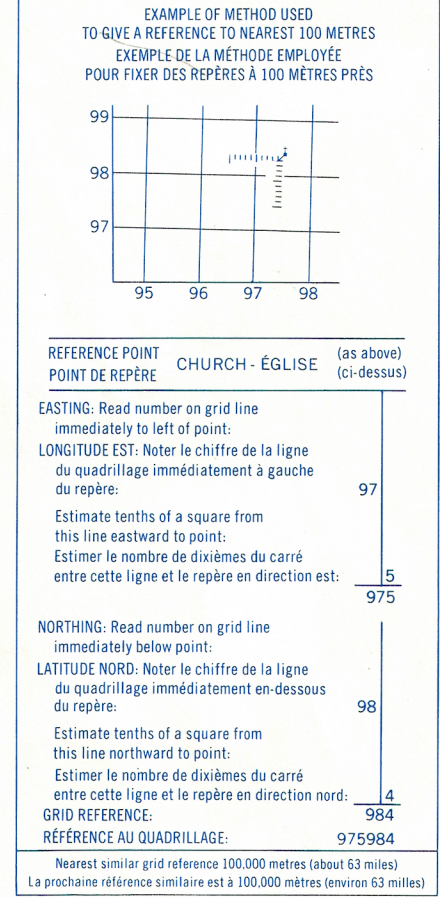 EXAMPLE OF METHOD USED
TO GIVE A REFERENCE TO NEAREST 100 METRES
EXEMPLE DE LA MÉTHODE EMPLOYÉE
POUR FIXER DES REPÈRES À 100 MÈTRES PRÈS
99
98
97
95 96 97 98
REFERENCE POINT
POINT DE REPÈRE
CHURCH - ÉGLISE
(as above)
(ci-dessus)
EASTING: Read number on grid line
immediately to left of point:
LONGITUDE EST: Noter le chiffre de la ligne
du quadrillage immédiatement à gauche
du repère: 97
Estimate tenths of a square from
this line eastward to point:
Estimer le nombre de dixièmes du carré
entre cette ligne et le repère en direction est: 5
975
NORTHING: Read number on grid line
immediately below point:
LATITUDE NORD: Noter le chiffre de la ligne
du quadrillage immédiatement en-dessous
du repère: 98
Estimate tenths of a square from
this line northward to point:
Estimer le nombre de dixièmes du carré
entre cette ligne et le repère en direction nord: 4
GRID REFERENCE: 984
RÉFÉRENCE AU QUADRILLAGE: 975984
Nearest similar grid reference 100,000 metres (about 63 miles)
La prochaine référence similaire est à 100,000 mètres (environ 63 milles)